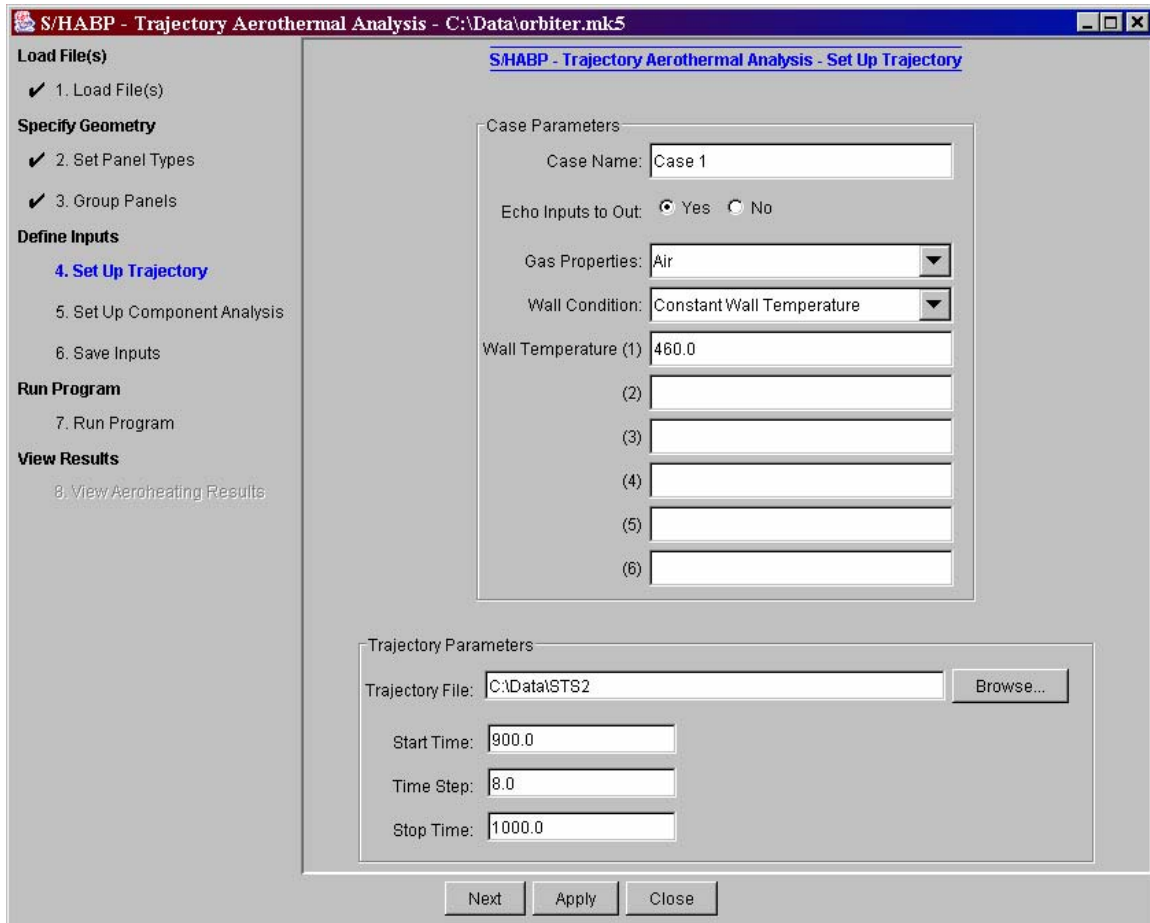 S/HABP - Trajectory Aerothermal Analysis - C:\Data\orbiter.mk5
Load File(s)
✔ 1. Load File(s)
Specify Geometry
✔ 2. Set Panel Types
✔ 3. Group Panels
Define Inputs
4. Set Up Trajectory
5. Set Up Component Analysis
6. Save Inputs
Run Program
7. Run Program
View Results
8. View Aeroheating Results
S/HABP - Trajectory Aerothermal Analysis - Set Up Trajectory
Case Parameters
Case Name: Case 1
Echo Inputs to Out: Yes No
Gas Properties: Air
Wall Condition: Constant Wall Temperature
Wall Temperature (1) 460.0
(2)
(3)
(4)
(5)
(6)
Trajectory Parameters
Trajectory File: C:\Data\STS2 Browse...
Start Time: 900.0
Time Step: 8.0
Stop Time: 1000.0
Next Apply Close